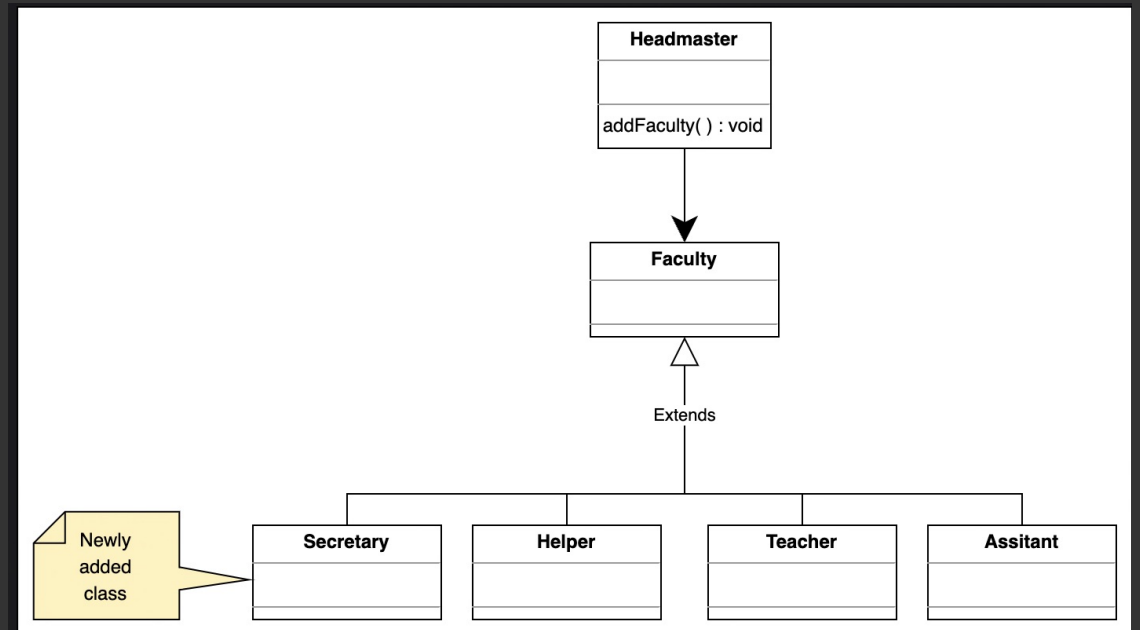 Headmaster
addFaculty( ) : void
Faculty
Extends
Newly
added
class
Secretary
Helper
Teacher
Assitant